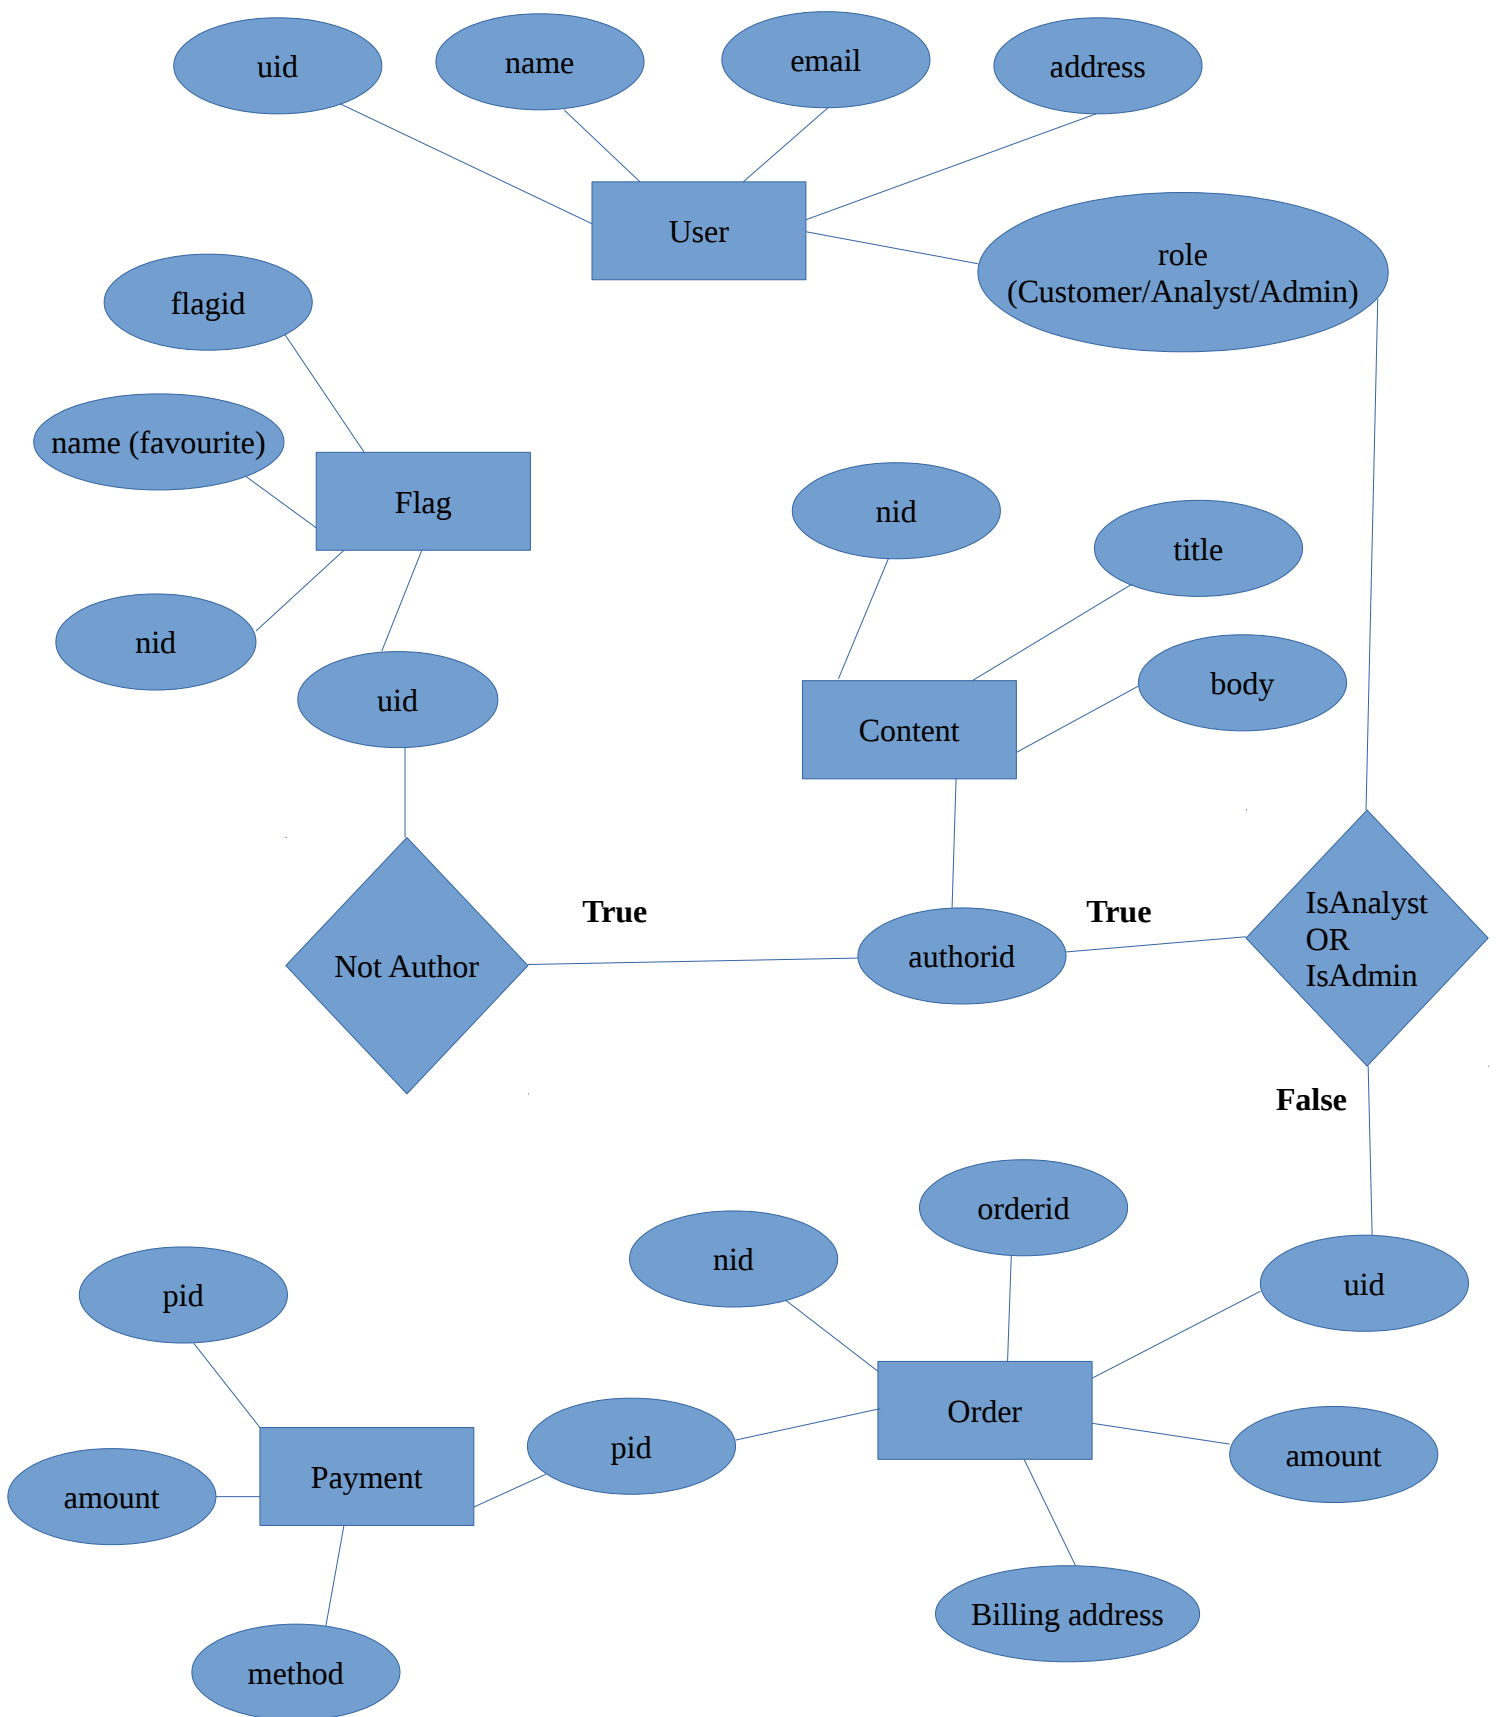 uid
name
email
address
User
role
(Customer/Analyst/Admin)
flagid
name (favourite)
Flag
nid
uid
nid
title
body
Content
True
True
IsAnalyst
OR
IsAdmin
Not Author
authorid
False
orderid
nid
pid
uid
Order
pid
amount
Payment
amount
Billing address
method